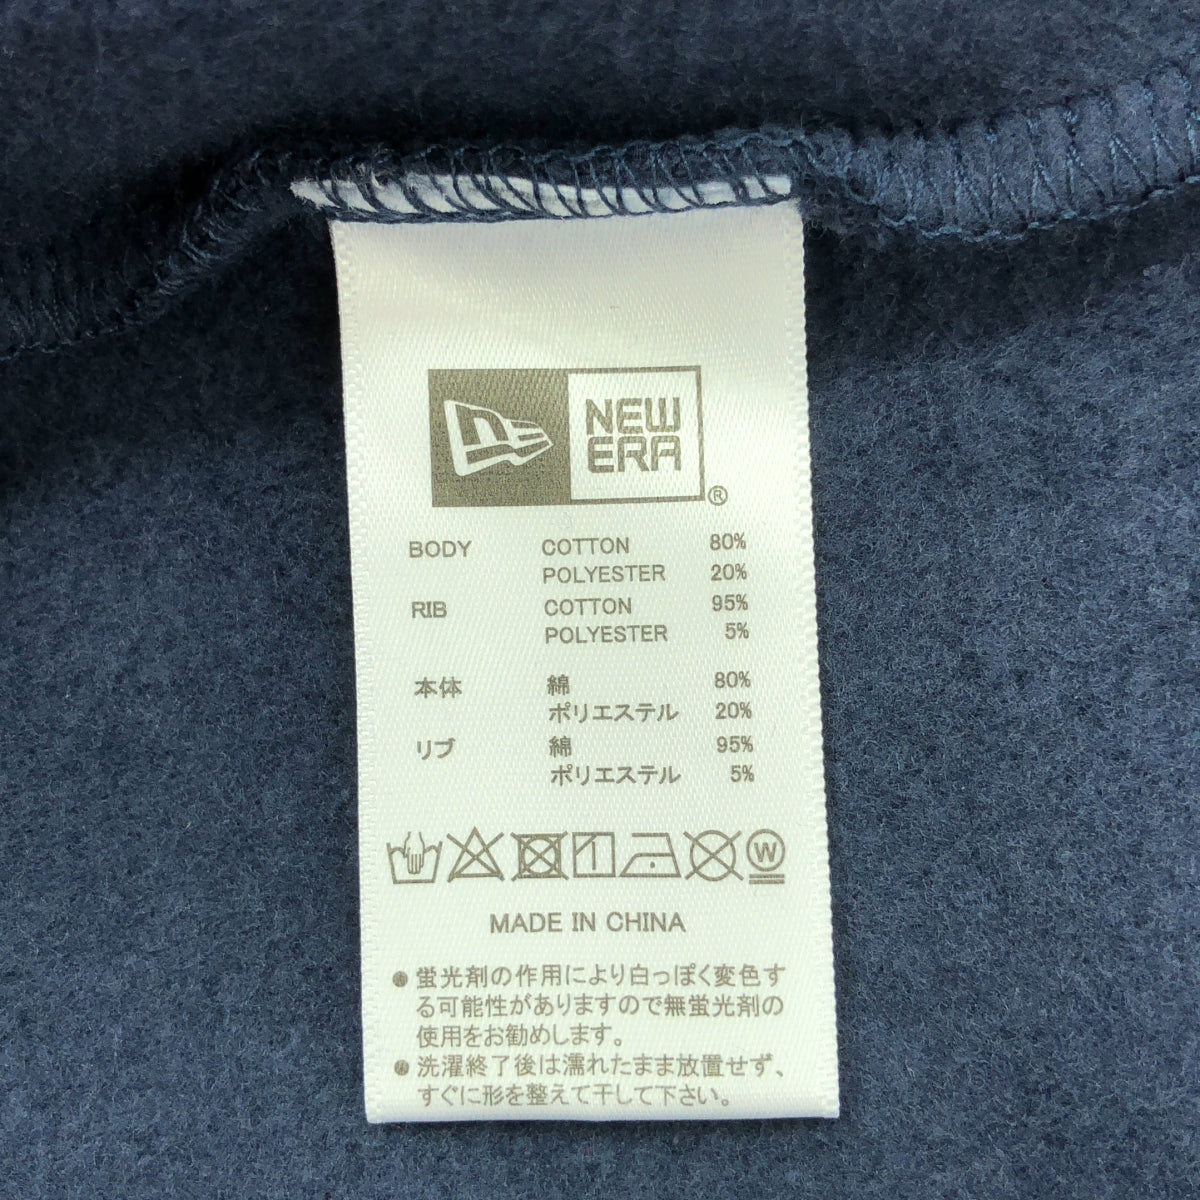 NEW
ERA
®
BODY COTTON 80%
POLYESTER 20%
RIB COTTON 95%
POLYESTER 5%
本体 綿 80%
ポリエステル 20%
リブ 綿 95%
ポリエステル 5%
W
MADE IN CHINA
●蛍光剤の作用により白っぽく変色す
る可能性がありますので無蛍光剤の
使用をお勧めします。
●洗濯終了後は濡れたまま放置せず、
すぐに形を整えて干して下さい。